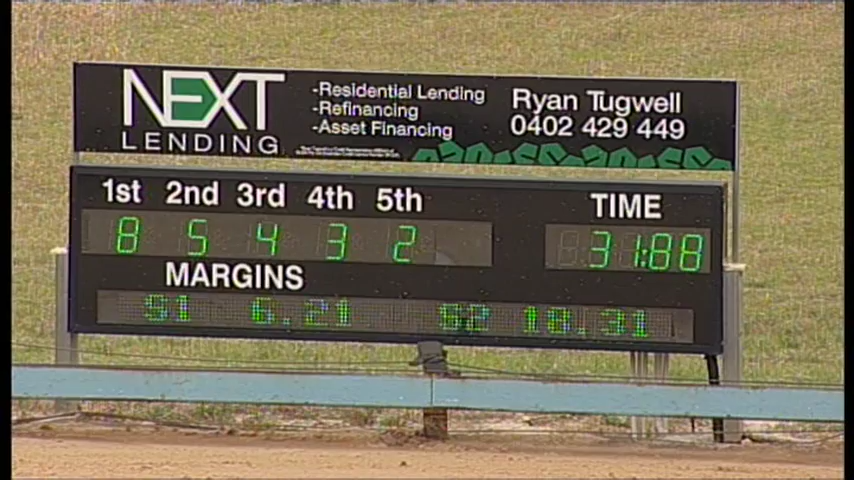 NEXT
LENDING
-Residential Lending
-Refinancing
-Asset Financing
Ryan Tugwell
0402 429 449
1st 2nd 3rd 4th 5th
8 5 4 3 2
TIME
31:88
MARGINS
S1 6.21 S2 18.31